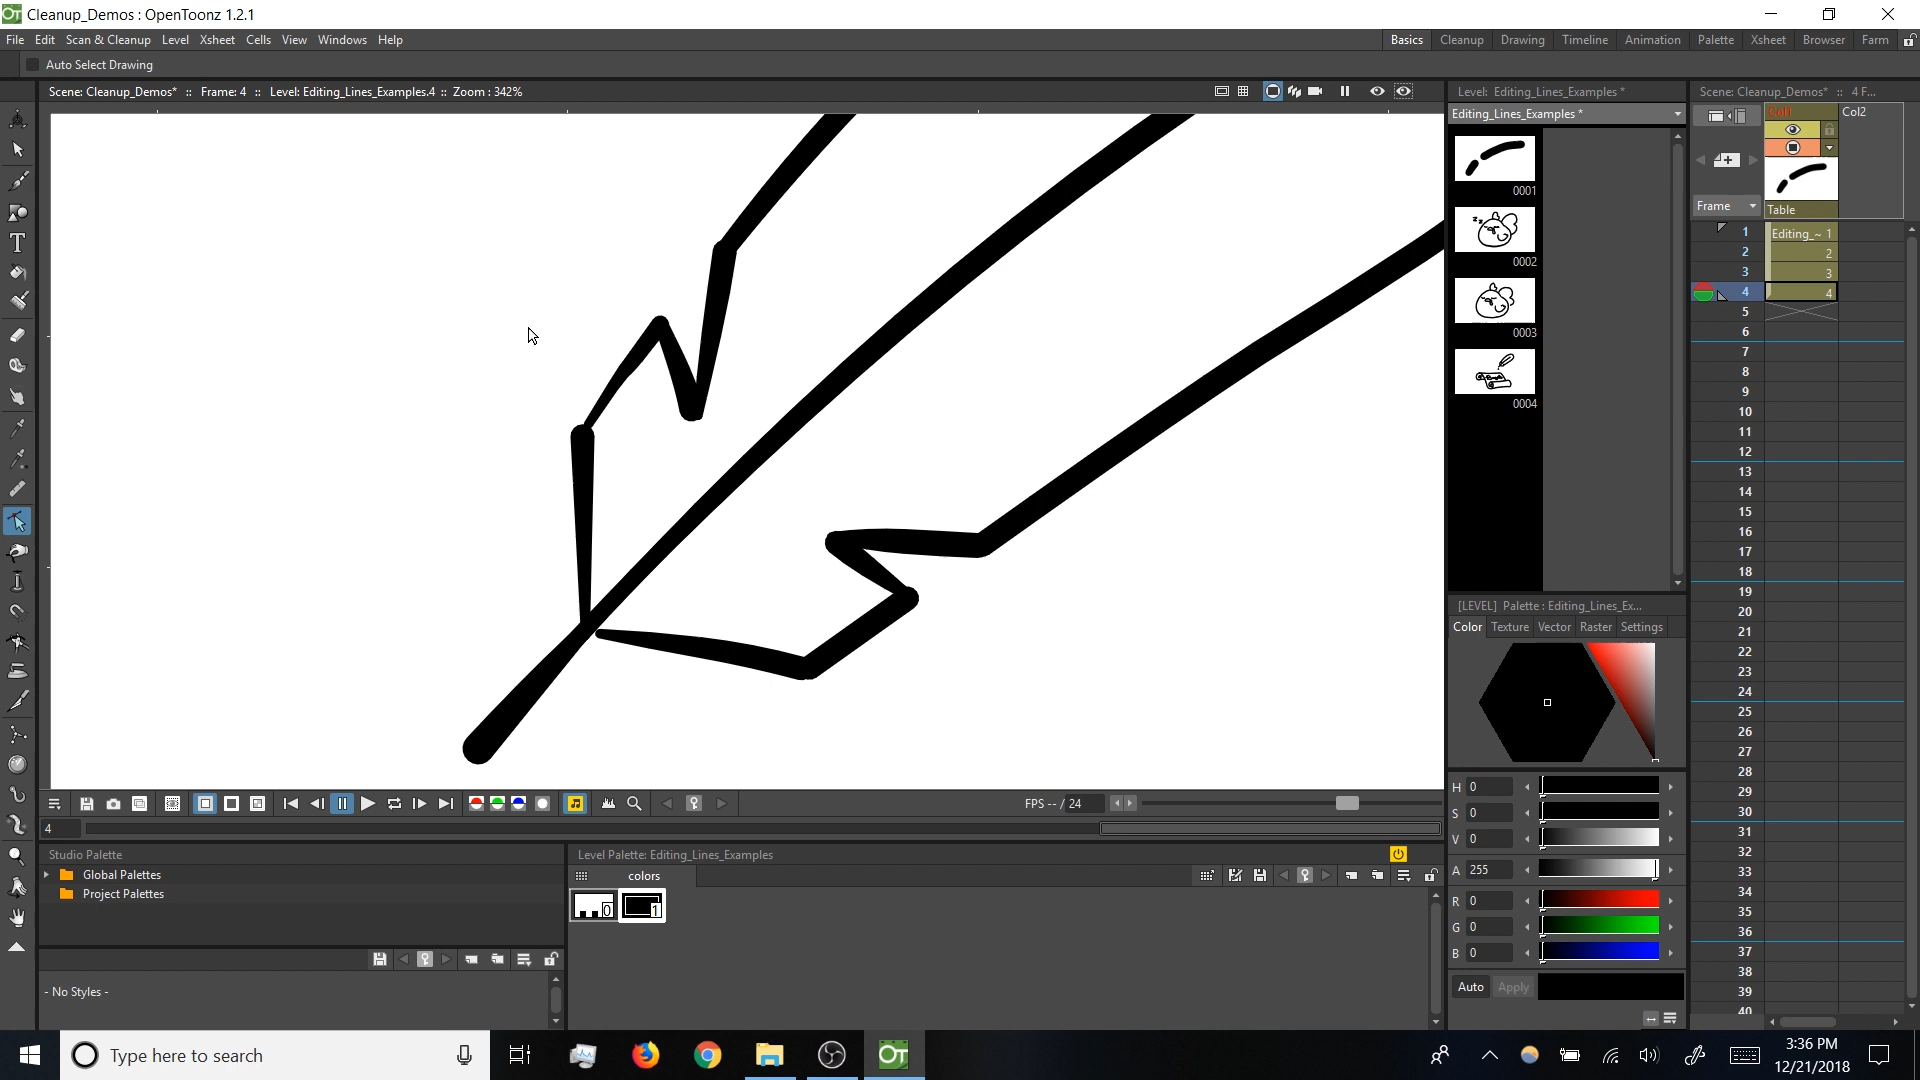 Cleanup_Demos : OpenToonz 1.2.1
File Edit Scan & Cleanup Level Xsheet Cells View Windows Help
Basics Cleanup Drawing Timeline Animation Palette Xsheet Browser Farm
Auto Select Drawing
Scene: Cleanup_Demos* :: Frame: 4 :: Level: Editing_Lines_Examples.4 :: Zoom : 342%
Level: Editing_Lines_Examples *
Editing_Lines_Examples *
0001
0002
0003
0004
Scene: Cleanup_Demos* :: 4 F...
Col2
Frame
Table
1 Editing_~ 1
2 2
3 3
4 4
5
6
7
8
9
10
11
12
13
14
15
16
17
18
19
20
21
22
23
24
25
26
27
28
29
30
31
32
33
34
35
36
37
38
39
40
[LEVEL] Palette : Editing_Lines_Ex...
Color Texture Vector Raster Settings
H 0
S 0
V 0
A 255
R 0
G 0
B 0
Auto Apply
FPS -- / 24
4
Studio Palette
Global Palettes
Project Palettes
- No Styles -
Level Palette: Editing_Lines_Examples
colors
0 1
Type here to search
OT
3:36 PM
12/21/2018